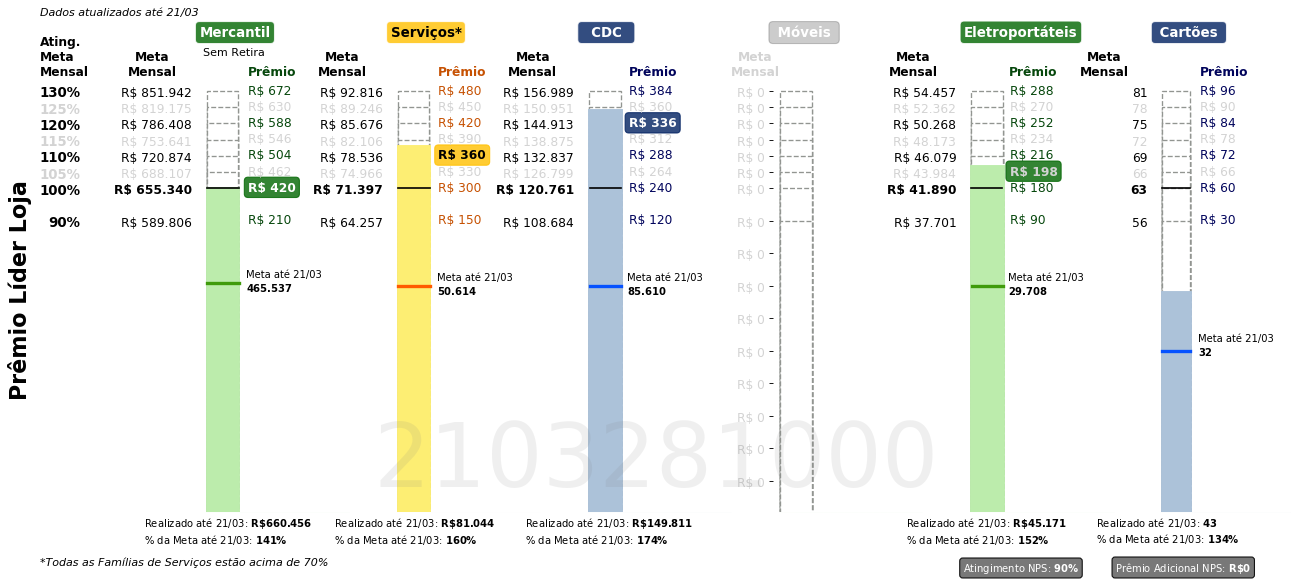 Dados atualizados até 21/03
Mercantil Serviços* CDC Móveis Eletroportáteis Cartões
Sem Retira
Ating. Meta Mensal Meta Mensal Prêmio Meta Mensal Prêmio Meta Mensal Prêmio Meta Mensal Meta Mensal Prêmio Meta Mensal Prêmio
130% R$ 851.942 R$ 672 R$ 92.816 R$ 480 R$ 156.989 R$ 384 R$ 0 R$ 54.457 R$ 288 81 R$ 96
125% R$ 819.175 R$ 630 R$ 89.246 R$ 450 R$ 150.951 R$ 360 R$ 0 R$ 52.362 R$ 270 78 R$ 90
120% R$ 786.408 R$ 588 R$ 85.676 R$ 420 R$ 144.913 R$ 336 R$ 0 R$ 50.268 R$ 252 75 R$ 84
115% R$ 753.641 R$ 546 R$ 82.106 R$ 390 R$ 138.875 R$ 312 R$ 0 R$ 48.173 R$ 234 72 R$ 78
110% R$ 720.874 R$ 504 R$ 78.536 R$ 360 R$ 132.837 R$ 288 R$ 0 R$ 46.079 R$ 216 69 R$ 72
105% R$ 688.107 R$ 462 R$ 74.966 R$ 330 R$ 126.799 R$ 264 R$ 0 R$ 43.984 R$ 198 66 R$ 66
100% R$ 655.340 R$ 420 R$ 71.397 R$ 300 R$ 120.761 R$ 240 R$ 0 R$ 41.890 R$ 180 63 R$ 60
90% R$ 589.806 R$ 210 R$ 64.257 R$ 150 R$ 108.684 R$ 120 R$ 0 R$ 37.701 R$ 90 56 R$ 30
R$ 0
R$ 0
R$ 0
R$ 0
R$ 0
R$ 0
R$ 0
R$ 0
Prêmio Líder Loja
Meta até 21/03 Meta até 21/03 Meta até 21/03 Meta até 21/03 Meta até 21/03
465.537 50.614 85.610 29.708 32
2103281000
Realizado até 21/03: R$660.456 Realizado até 21/03: R$81.044 Realizado até 21/03: R$149.811 Realizado até 21/03: R$45.171 Realizado até 21/03: 43
% da Meta até 21/03: 141% % da Meta até 21/03: 160% % da Meta até 21/03: 174% % da Meta até 21/03: 152% % da Meta até 21/03: 134%
*Todas as Famílias de Serviços estão acima de 70% Atingimento NPS: 90% Prêmio Adicional NPS: R$0